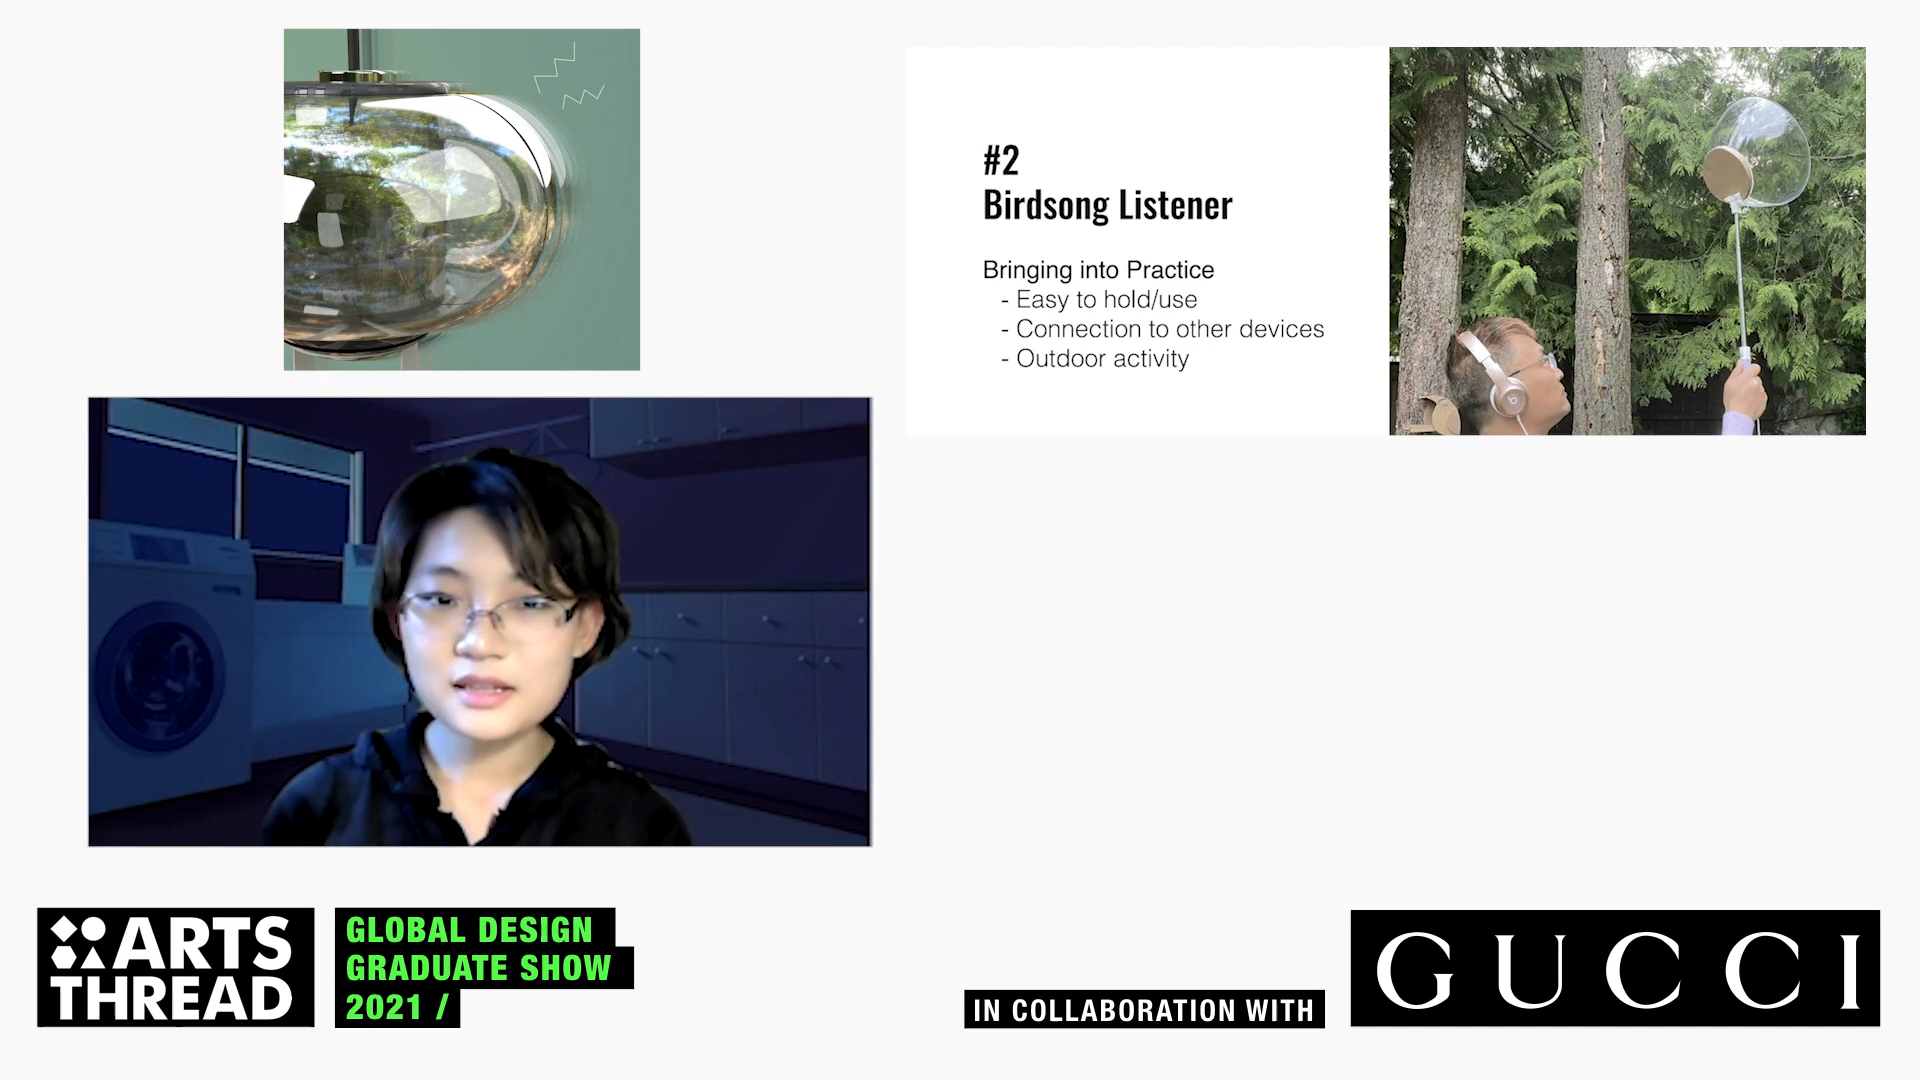 #2
Birdsong Listener
Bringing into Practice
- Easy to hold/use
- Connection to other devices
- Outdoor activity
ARTS
THREAD
GLOBAL DESIGN
GRADUATE SHOW
2021 /
IN COLLABORATION WITH
GUCCI